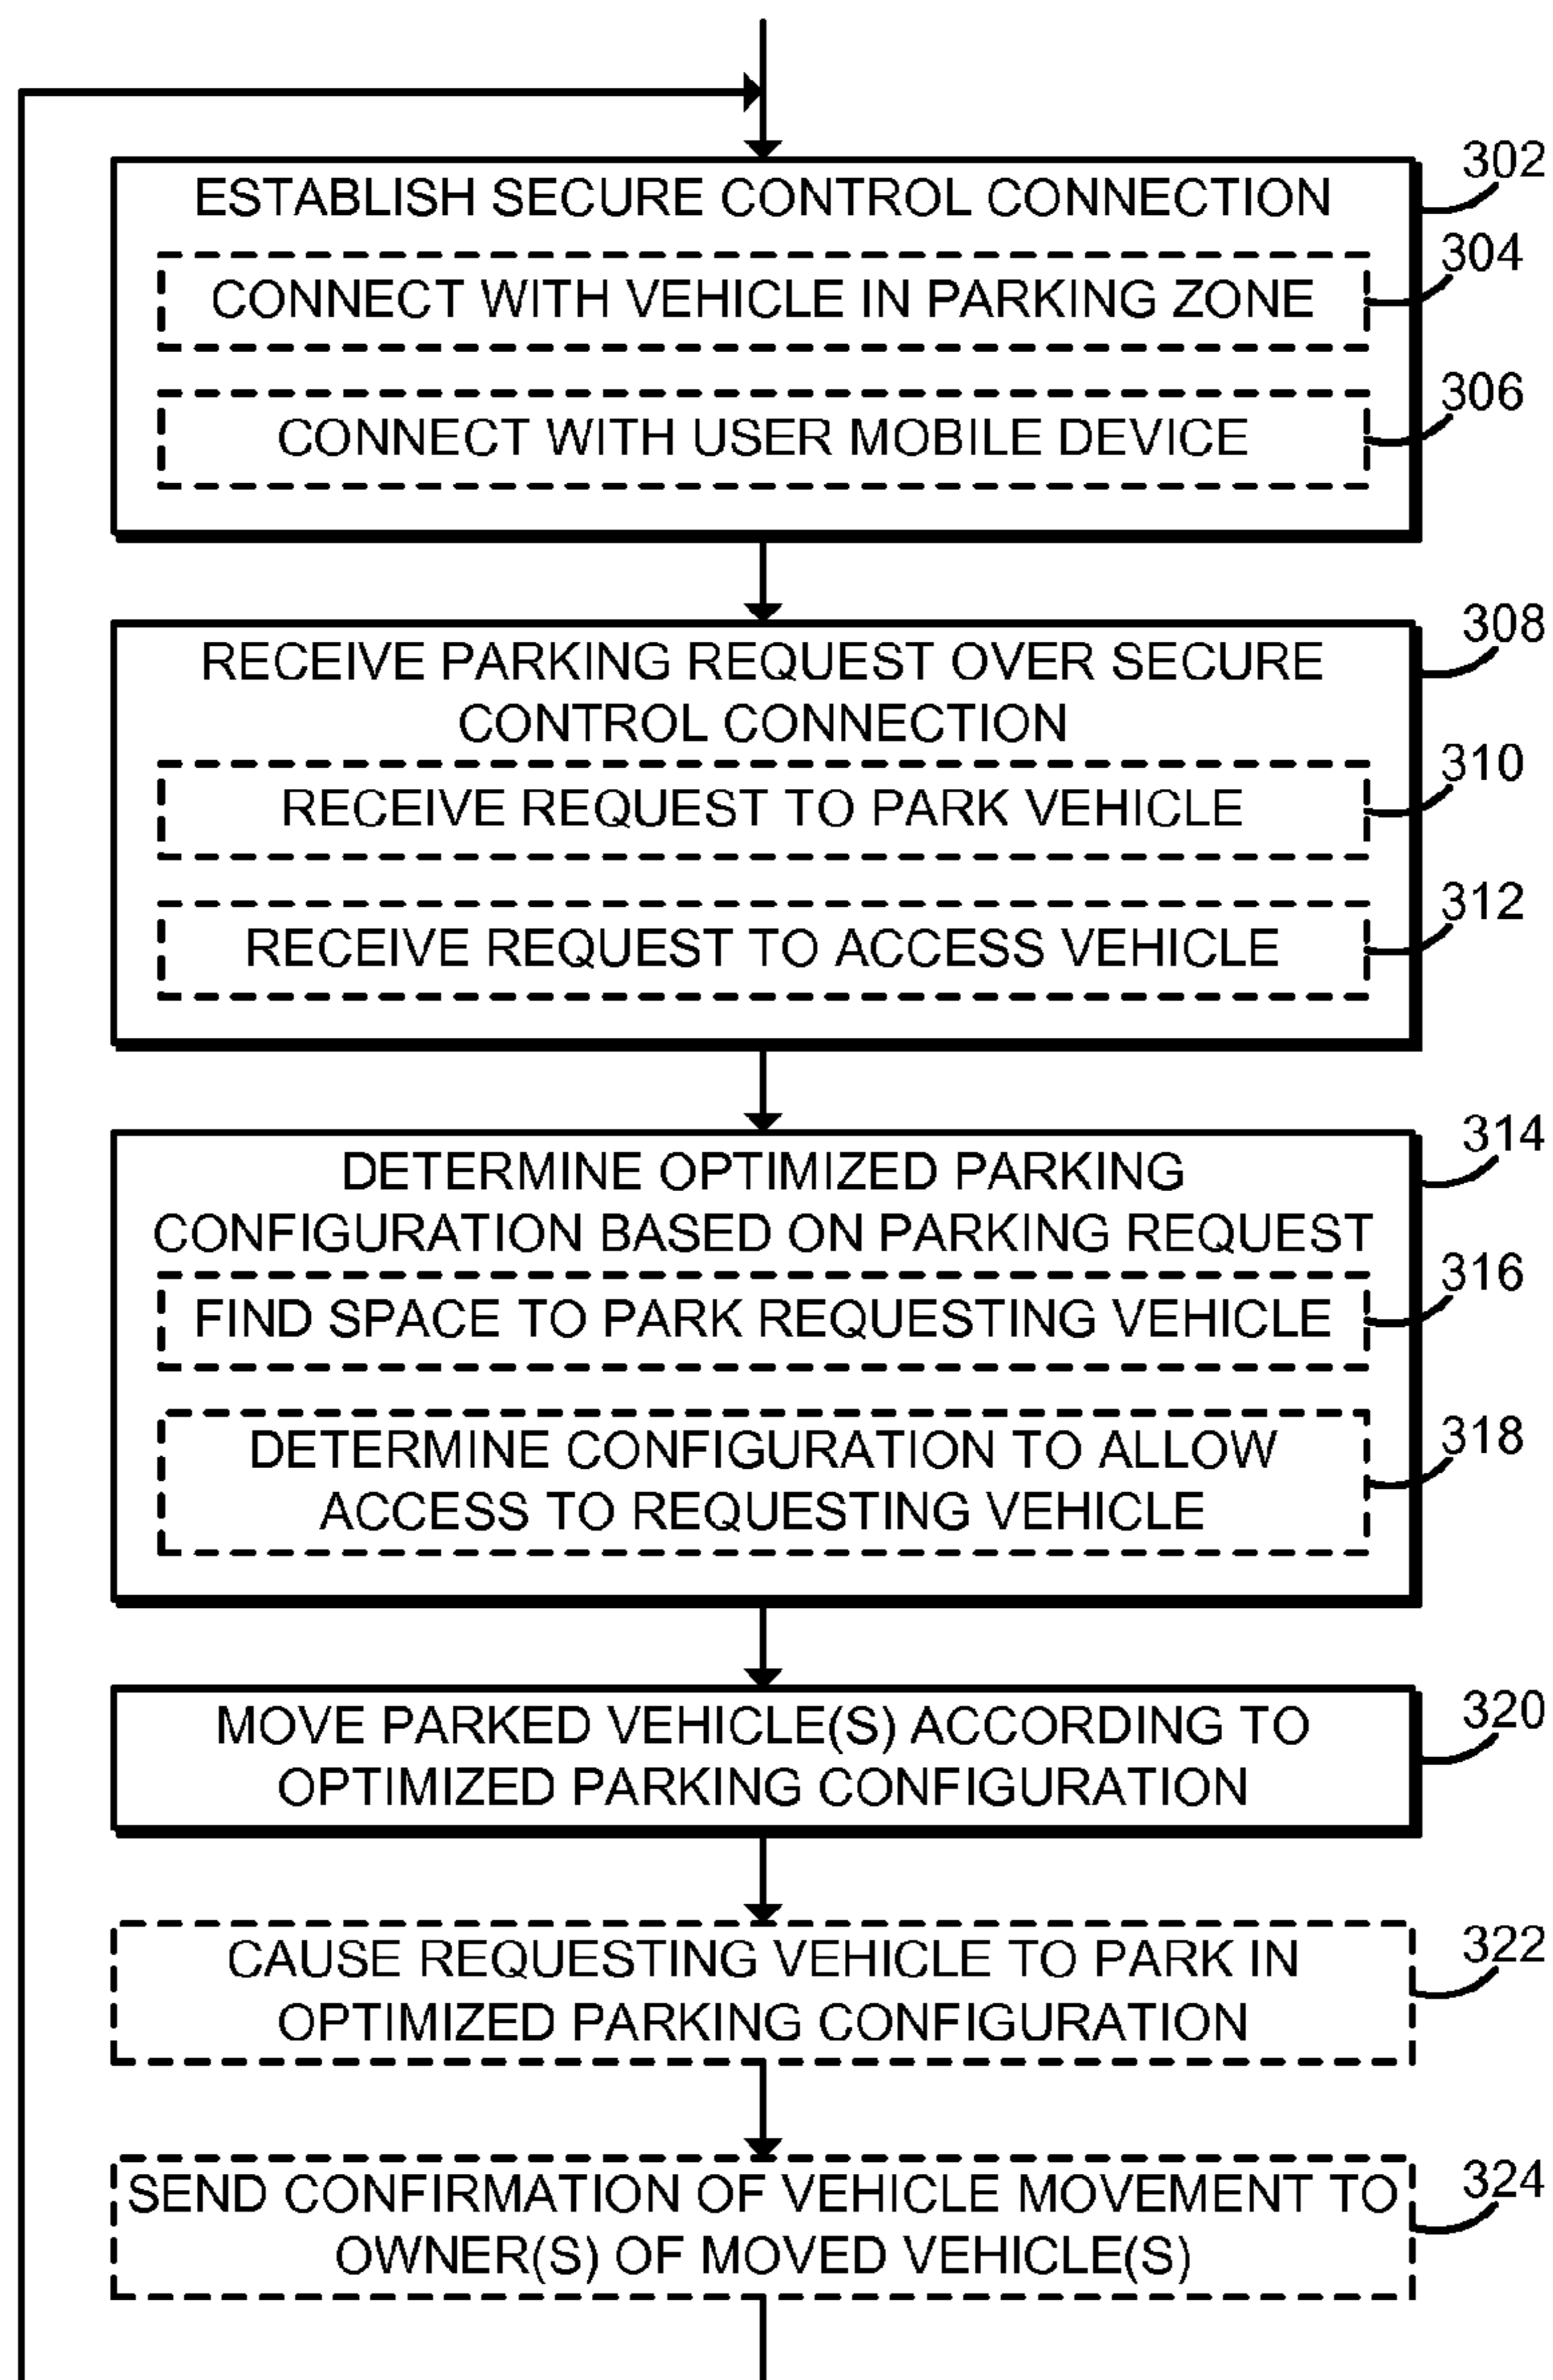 302
ESTABLISH SECURE CONTROL CONNECTION
304
CONNECT WITH VEHICLE IN PARKING ZONE
306
CONNECT WITH USER MOBILE DEVICE
308
RECEIVE PARKING REQUEST OVER SECURE
CONTROL CONNECTION
310
RECEIVE REQUEST TO PARK VEHICLE
312
RECEIVE REQUEST TO ACCESS VEHICLE
314
DETERMINE OPTIMIZED PARKING
CONFIGURATION BASED ON PARKING REQUEST
316
FIND SPACE TO PARK REQUESTING VEHICLE
318
DETERMINE CONFIGURATION TO ALLOW
ACCESS TO REQUESTING VEHICLE
320
MOVE PARKED VEHICLE(S) ACCORDING TO
OPTIMIZED PARKING CONFIGURATION
322
CAUSE REQUESTING VEHICLE TO PARK IN
OPTIMIZED PARKING CONFIGURATION
324
SEND CONFIRMATION OF VEHICLE MOVEMENT TO
OWNER(S) OF MOVED VEHICLE(S)